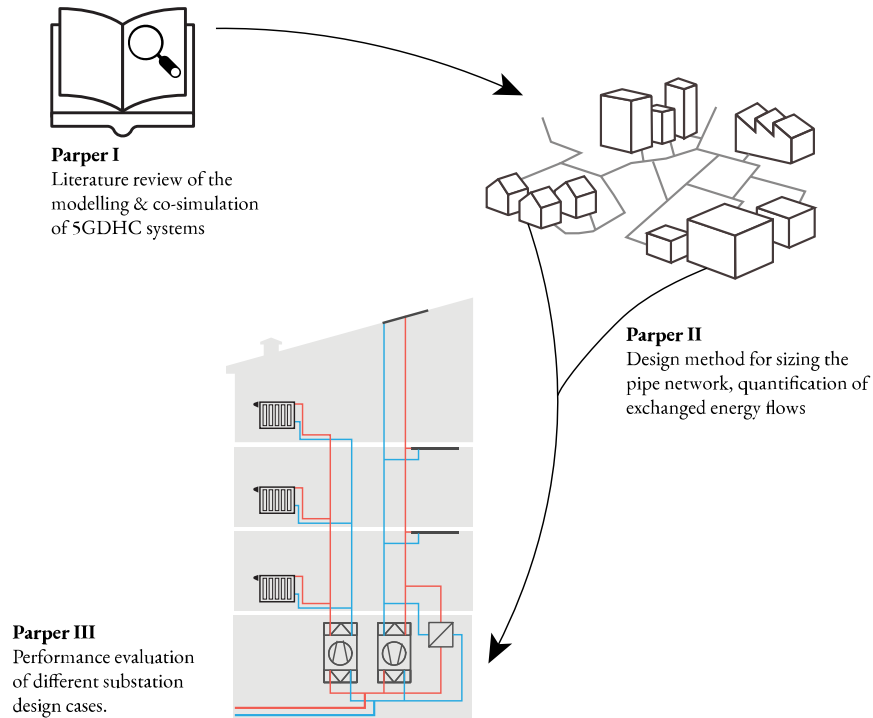 Parper I
Literature review of the
modelling & co-simulation
of 5GDHC systems
Parper II
Design method for sizing the
pipe network, quantification of
exchanged energy flows
Parper III
Performance evaluation
of different substation
design cases.